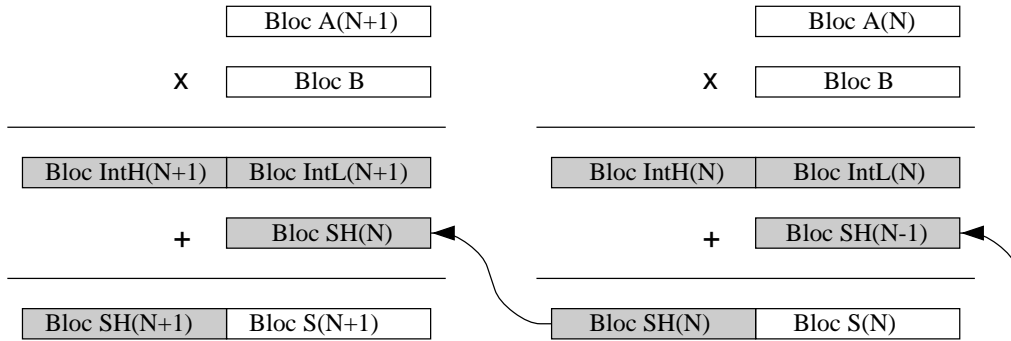 Bloc A(N+1) Bloc A(N)
x Bloc B x Bloc B
Bloc IntH(N+1) Bloc IntL(N+1) Bloc IntH(N) Bloc IntL(N)
+ Bloc SH(N) + Bloc SH(N-1)
Bloc SH(N+1) Bloc S(N+1) Bloc SH(N) Bloc S(N)